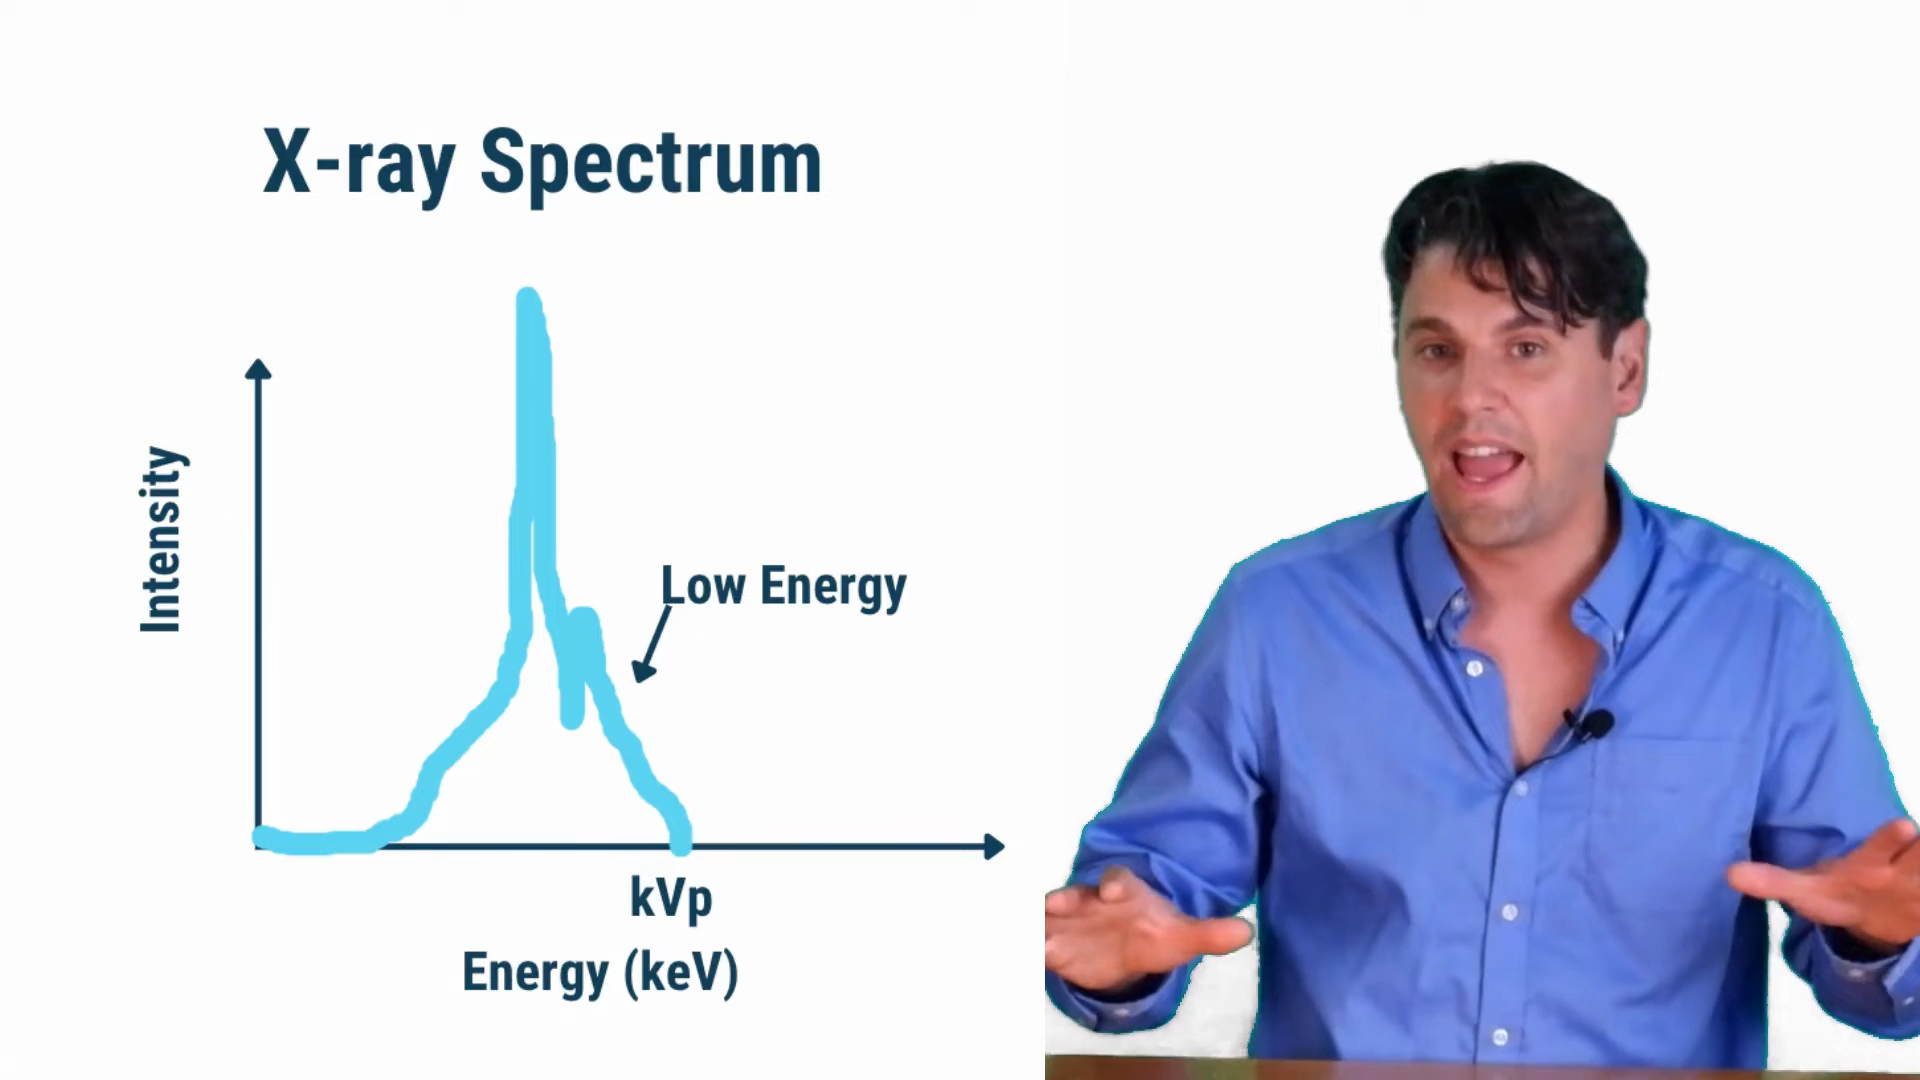 X-ray Spectrum
Intensity
Low Energy
kVp
Energy (keV)